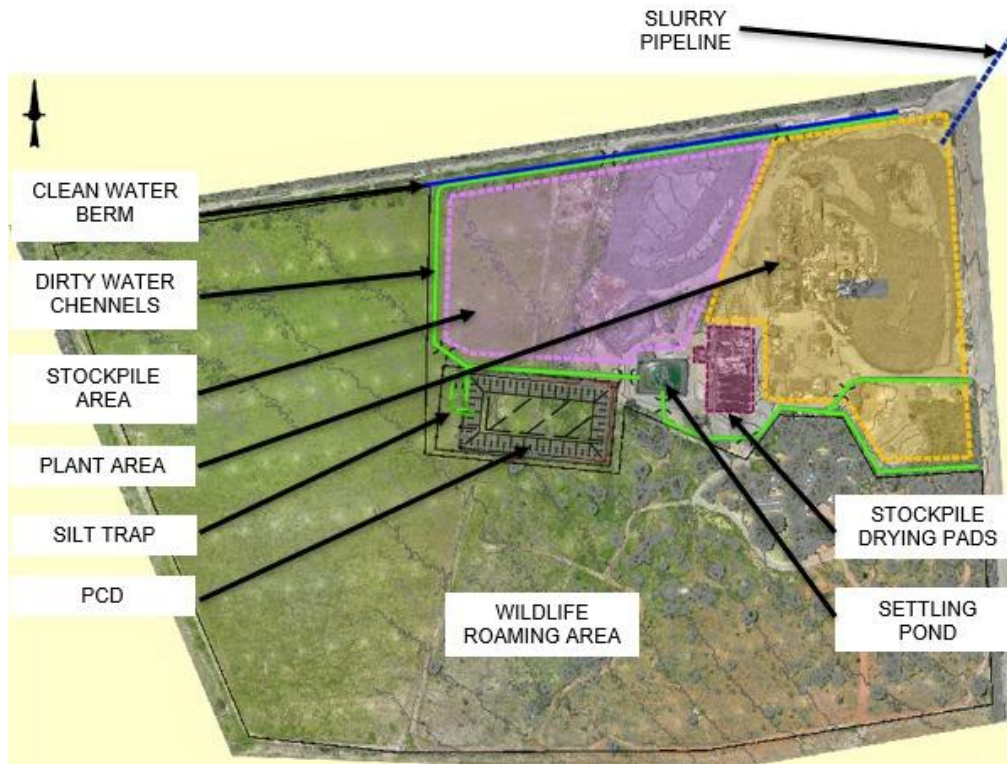 SLURRY
PIPELINE
CLEAN WATER
BERM
DIRTY WATER
CHENNELS
STOCKPILE
AREA
PLANT AREA
SILT TRAP
PCD
WILDLIFE
ROAMING AREA
STOCKPILE
DRYING PADS
SETTLING
POND